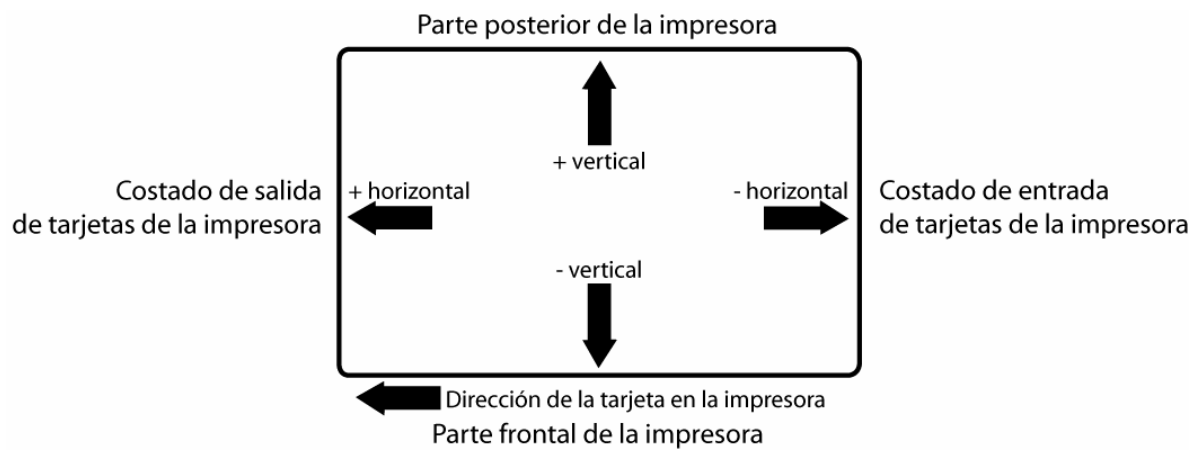 Parte posterior de la impresora
+ vertical
Costado de salida
de tarjetas de la impresora
+ horizontal
- horizontal
Costado de entrada
de tarjetas de la impresora
- vertical
Dirección de la tarjeta en la impresora
Parte frontal de la impresora